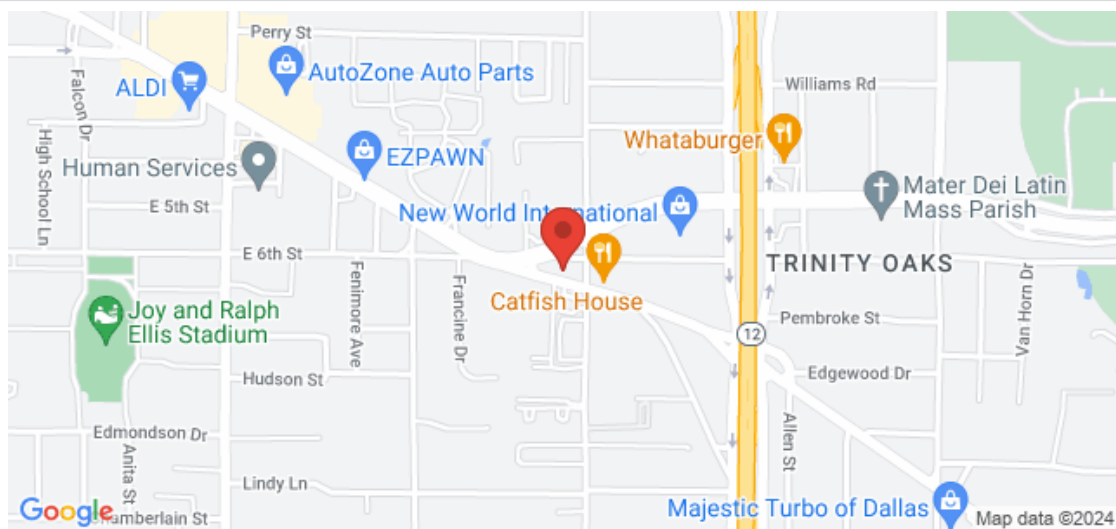 Perry St
AutoZone Auto Parts
ALDI
Williams Rd
Falcon Dr
High School Ln
Whataburger
Human Services
EZPAWN
Mater Dei Latin
Mass Parish
E 5th St
New World International
E 6th St
TRINITY OAKS
Catfish House
Joy and Ralph
Ellis Stadium
Fenimore Ave
Francine Dr
Van Horn Dr
Pembroke St
12
Hudson St
Edgewood Dr
Edmondson Dr
Anita St
Allen St
Lindy Ln
Majestic Turbo of Dallas
Google
Chamberlain St
Map data ©2024